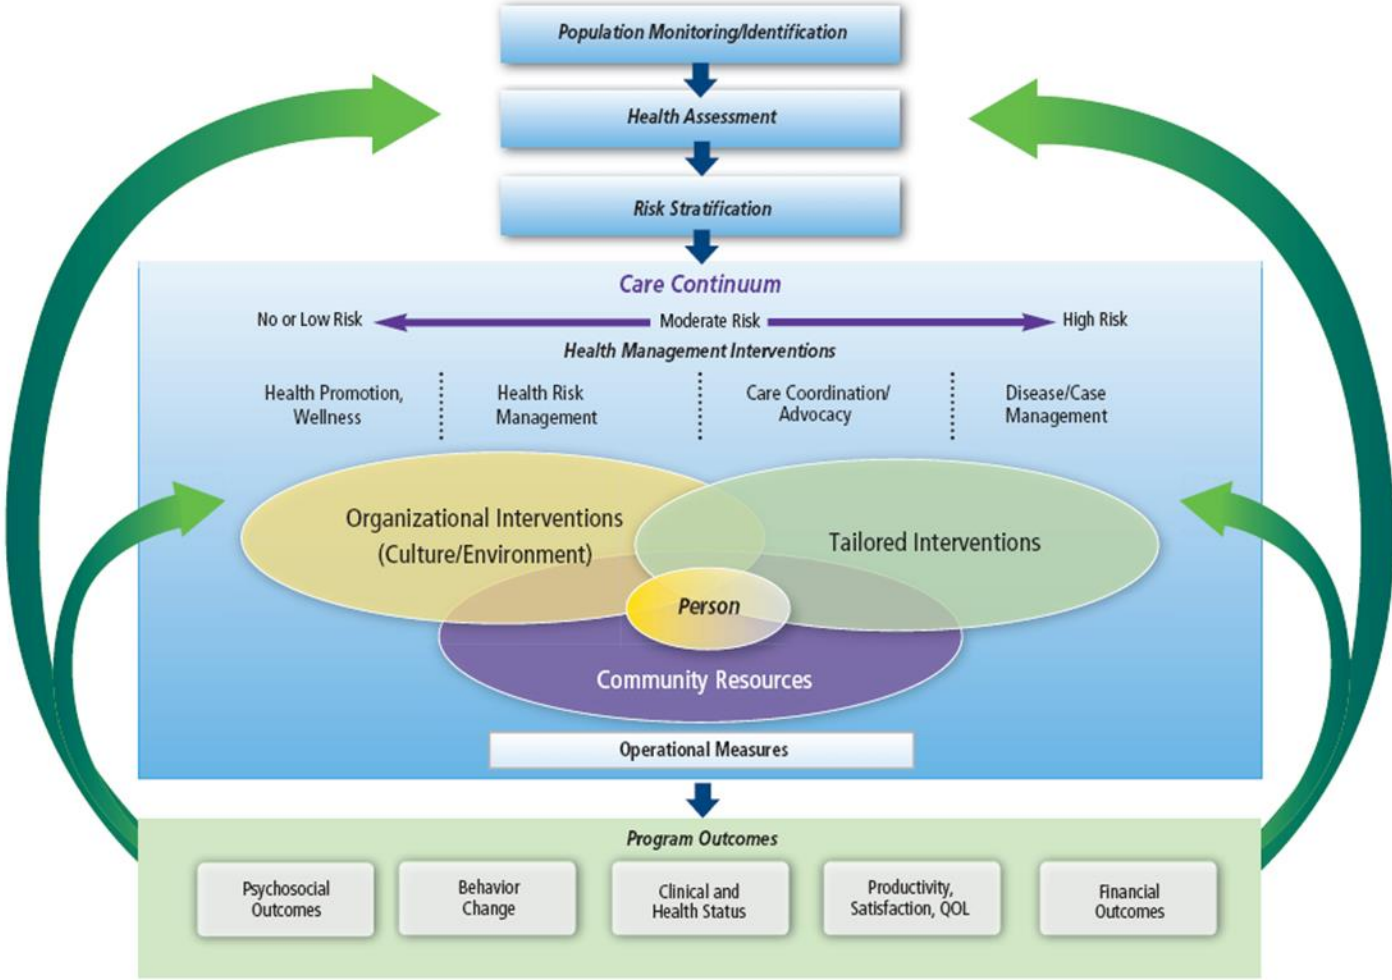 Population Monitoring/Identification
Health Assessment
Risk Stratification
Care Continuum
No or Low Risk
Moderate Risk
High Risk
Health Management Interventions
Health Promotion,
Wellness
Health Risk
Management
Care Coordination/
Advocacy
Disease/Case
Management
Organizational Interventions
(Culture/Environment)
Tailored Interventions
Person
Community Resources
Operational Measures
Program Outcomes
Psychosocial
Outcomes
Behavior
Change
Clinical and
Health Status
Productivity,
Satisfaction, QOL
Financial
Outcomes